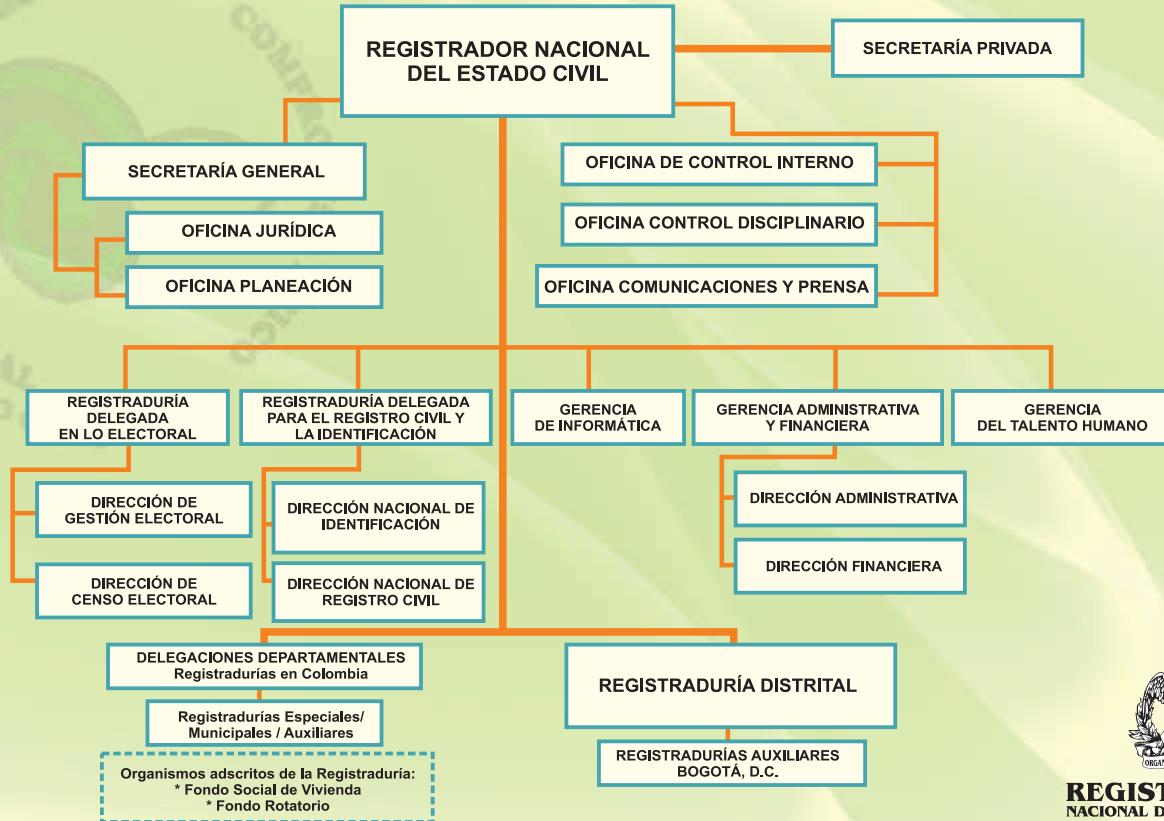 REGISTRADOR NACIONAL
DEL ESTADO CIVIL
SECRETARÍA PRIVADA
SECRETARÍA GENERAL
OFICINA JURÍDICA
OFICINA PLANEACIÓN
OFICINA DE CONTROL INTERNO
OFICINA CONTROL DISCIPLINARIO
OFICINA COMUNICACIONES Y PRENSA
REGISTRADURÍA
DELEGADA
EN LO ELECTORAL
REGISTRADURÍA DELEGADA
PARA EL REGISTRO CIVIL Y
LA IDENTIFICACIÓN
GERENCIA
DE INFORMÁTICA
GERENCIA ADMINISTRATIVA
Y FINANCIERA
GERENCIA
DEL TALENTO HUMANO
DIRECCIÓN DE
GESTIÓN ELECTORAL
DIRECCIÓN DE
CENSO ELECTORAL
DIRECCIÓN NACIONAL DE
IDENTIFICACIÓN
DIRECCIÓN NACIONAL DE
REGISTRO CIVIL
DIRECCIÓN ADMINISTRATIVA
DIRECCIÓN FINANCIERA
DELEGACIONES DEPARTAMENTALES
Registradurías en Colombia
Registradurías Especiales/
Municipales / Auxiliares
Organismos adscritos de la Registraduría:
* Fondo Social de Vivienda
* Fondo Rotatorio
REGISTRADURÍA DISTRITAL
REGISTRADURÍAS AUXILIARES
BOGOTÁ, D.C.
REGIST
NACIONAL D